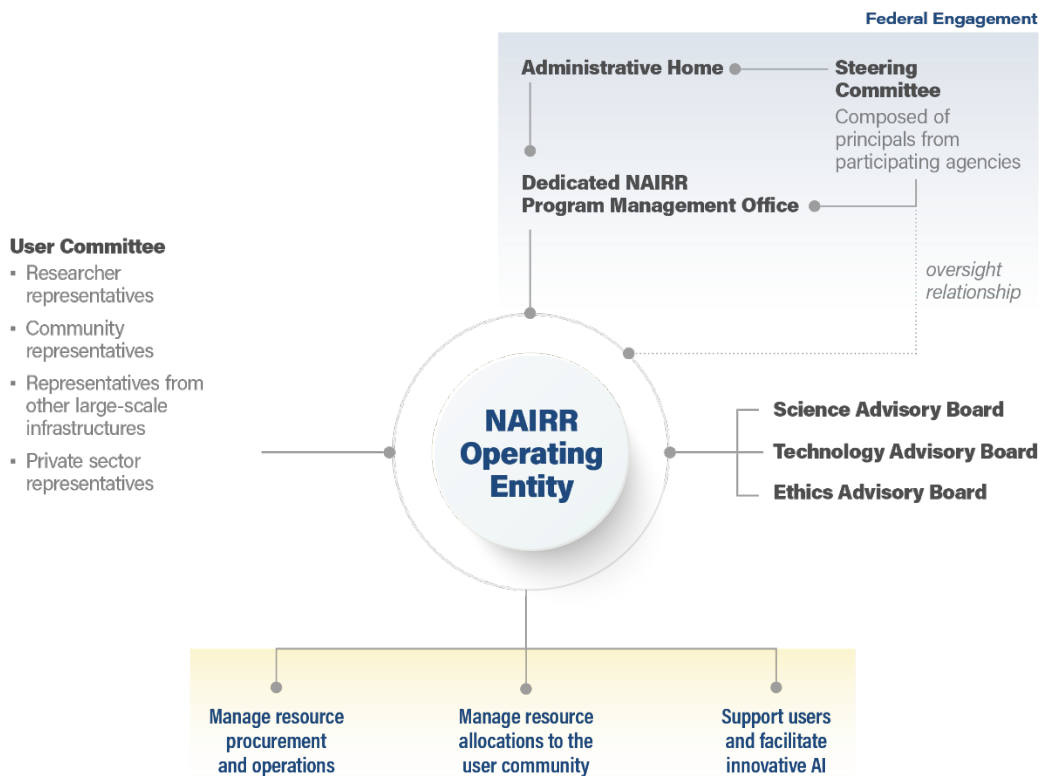 Federal Engagement
Administrative Home
Steering
Committee
Composed of
principals from
participating agencies
Dedicated NAIRR
Program Management Office
oversight
relationship
User Committee
▪ Researcher
representatives
▪ Community
representatives
▪ Representatives from
other large-scale
infrastructures
▪ Private sector
representatives
NAIRR
Operating
Entity
Science Advisory Board
Technology Advisory Board
Ethics Advisory Board
Manage resource
procurement
and operations
Manage resource
allocations to the
user community
Support users
and facilitate
innovative AI